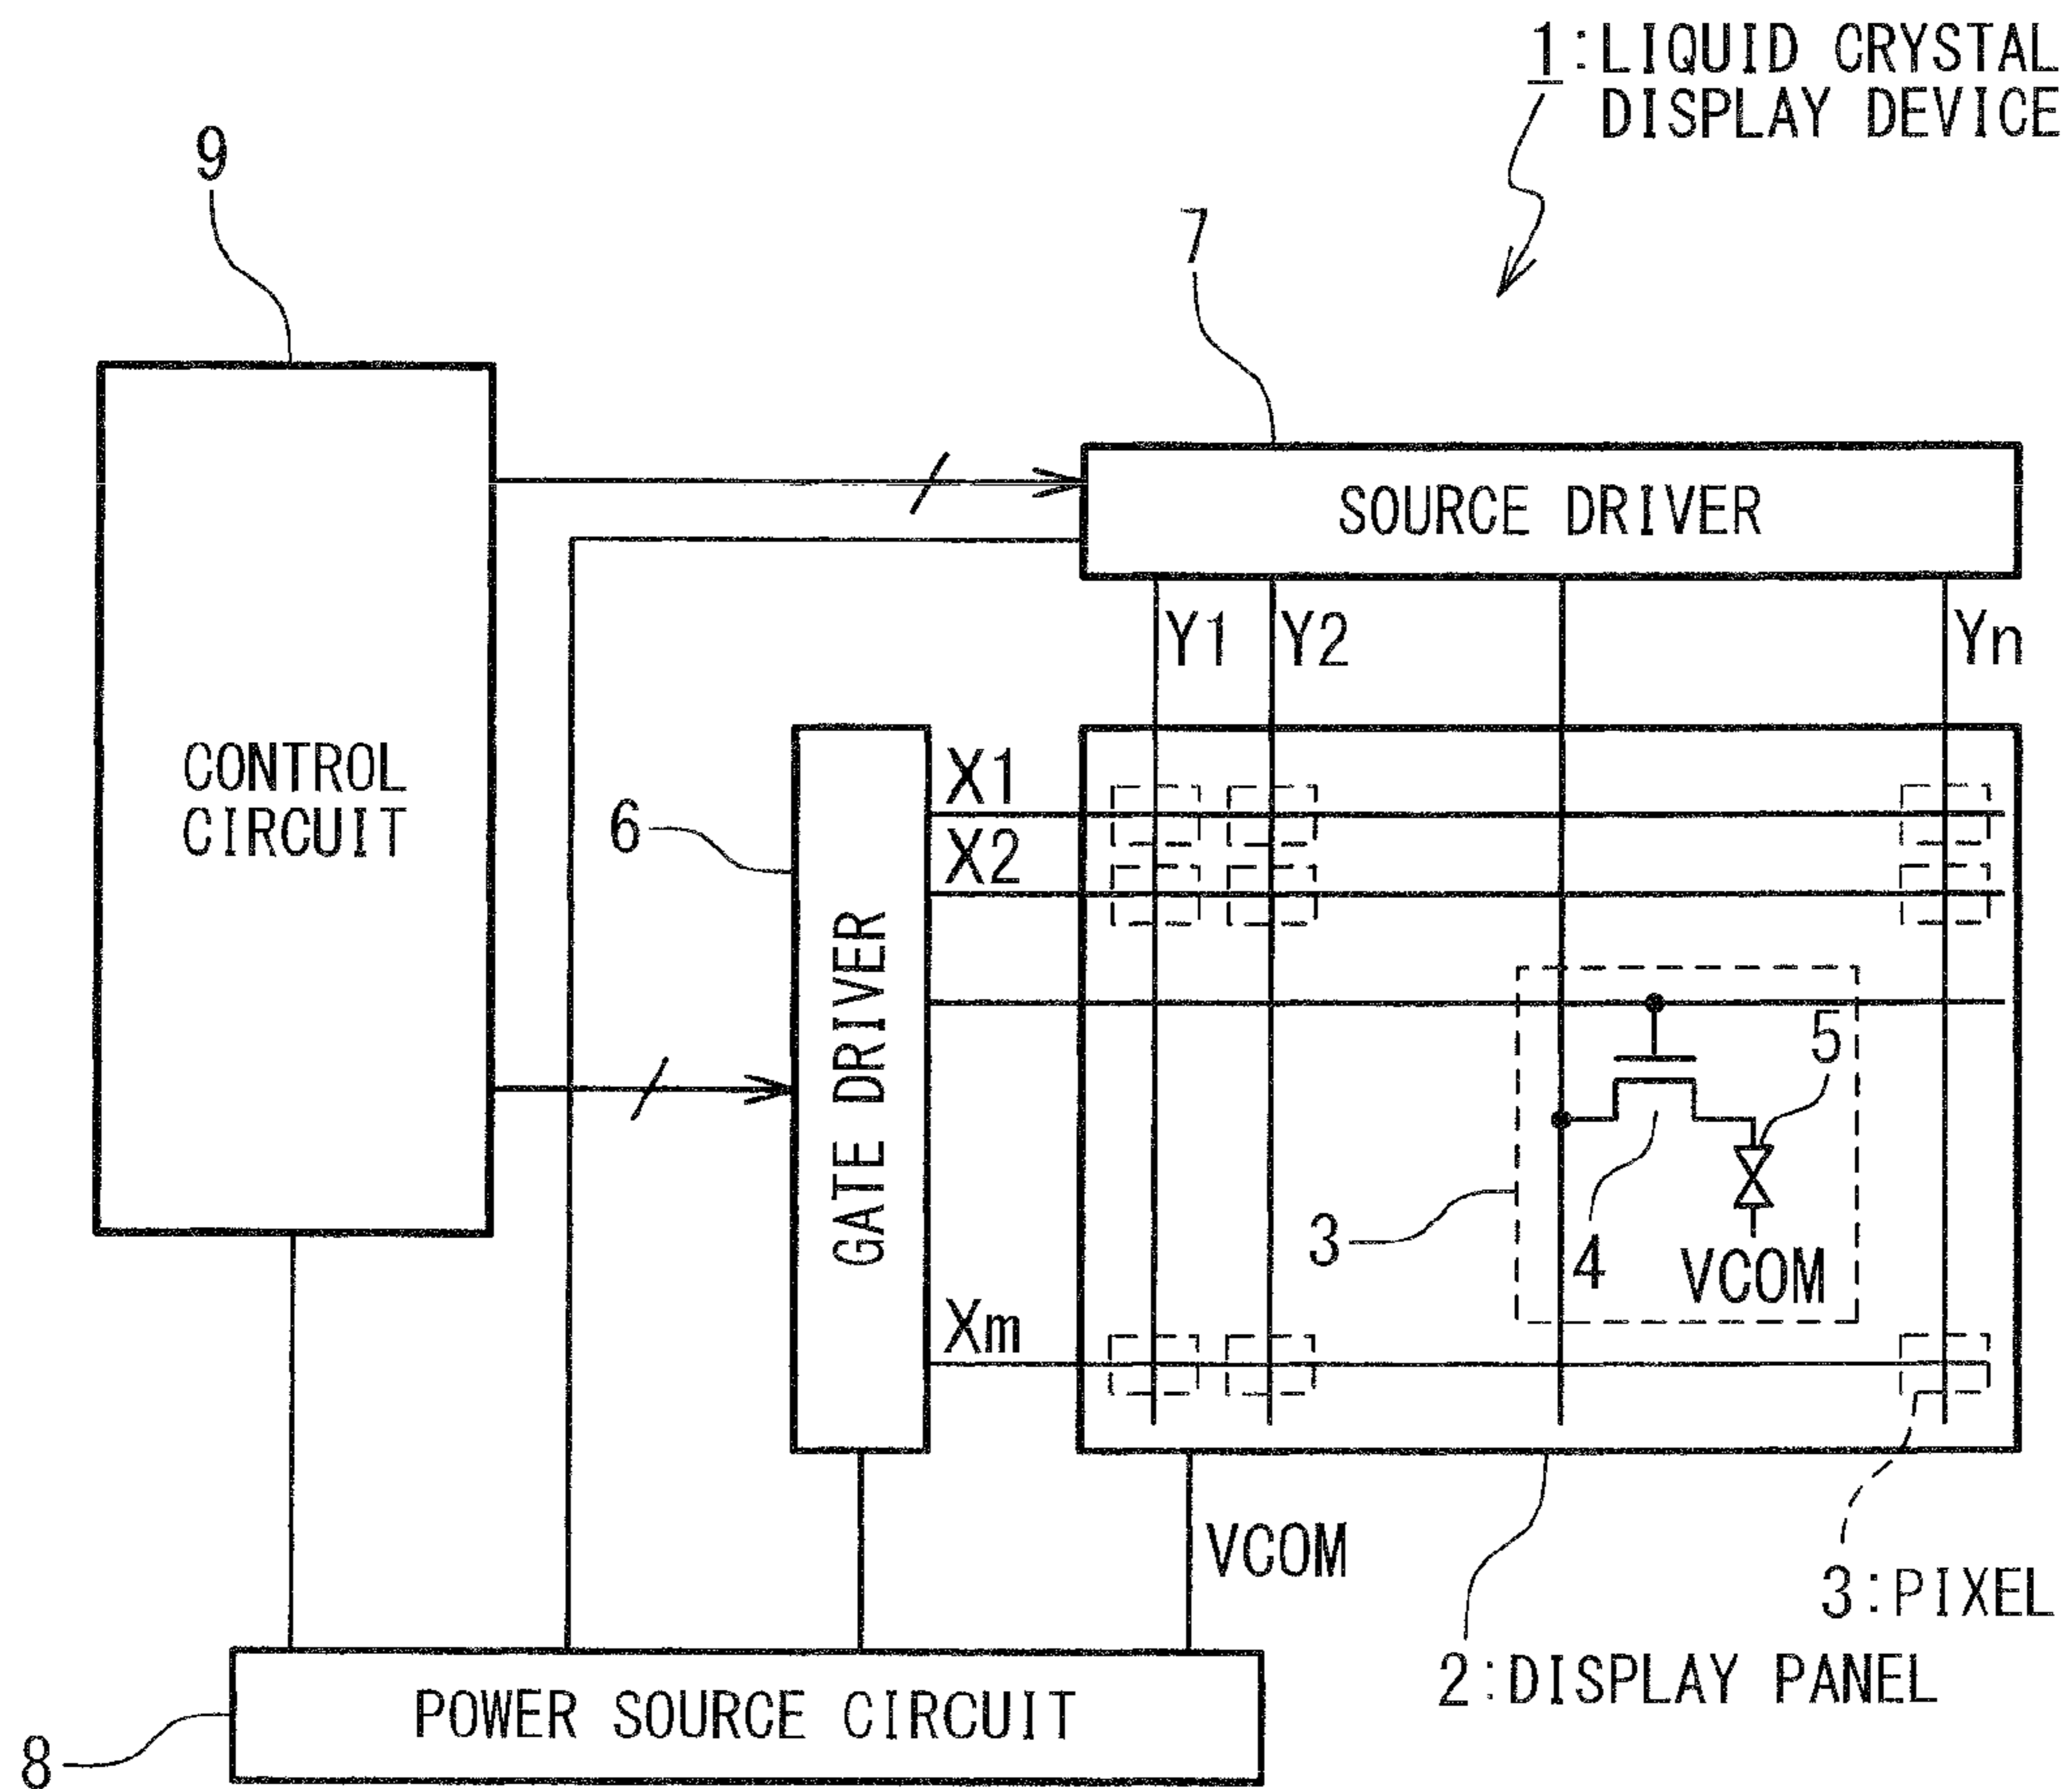 1:LIQUID CRYSTAL
DISPLAY DEVICE
9
7
SOURCE DRIVER
Y1
Y2
Yn
CONTROL
CIRCUIT
6
GATE DRIVER
X1
X2
Xm
5
3
4
VCOM
VCOM
3:PIXEL
2:DISPLAY PANEL
POWER SOURCE CIRCUIT
8